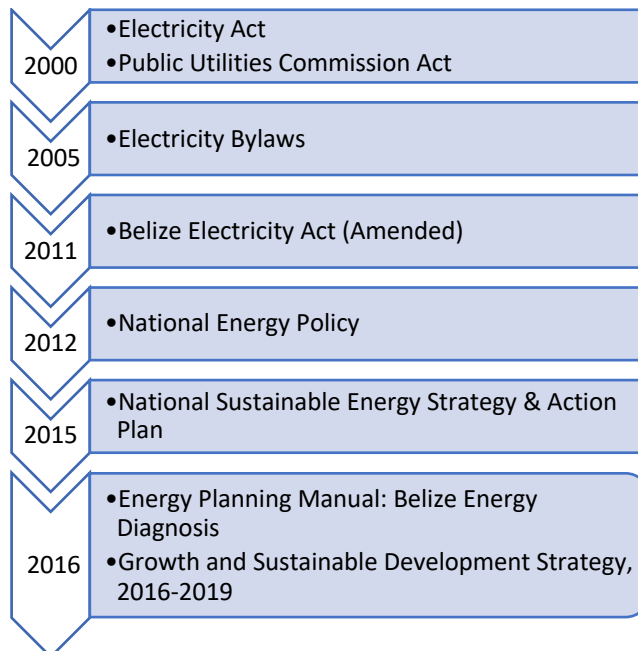 2000
•Electricity Act
•Public Utilities Commission Act
2005
•Electricity Bylaws
2011
•Belize Electricity Act (Amended)
2012
•National Energy Policy
2015
•National Sustainable Energy Strategy & Action
Plan
2016
•Energy Planning Manual: Belize Energy
Diagnosis
•Growth and Sustainable Development Strategy,
2016-2019